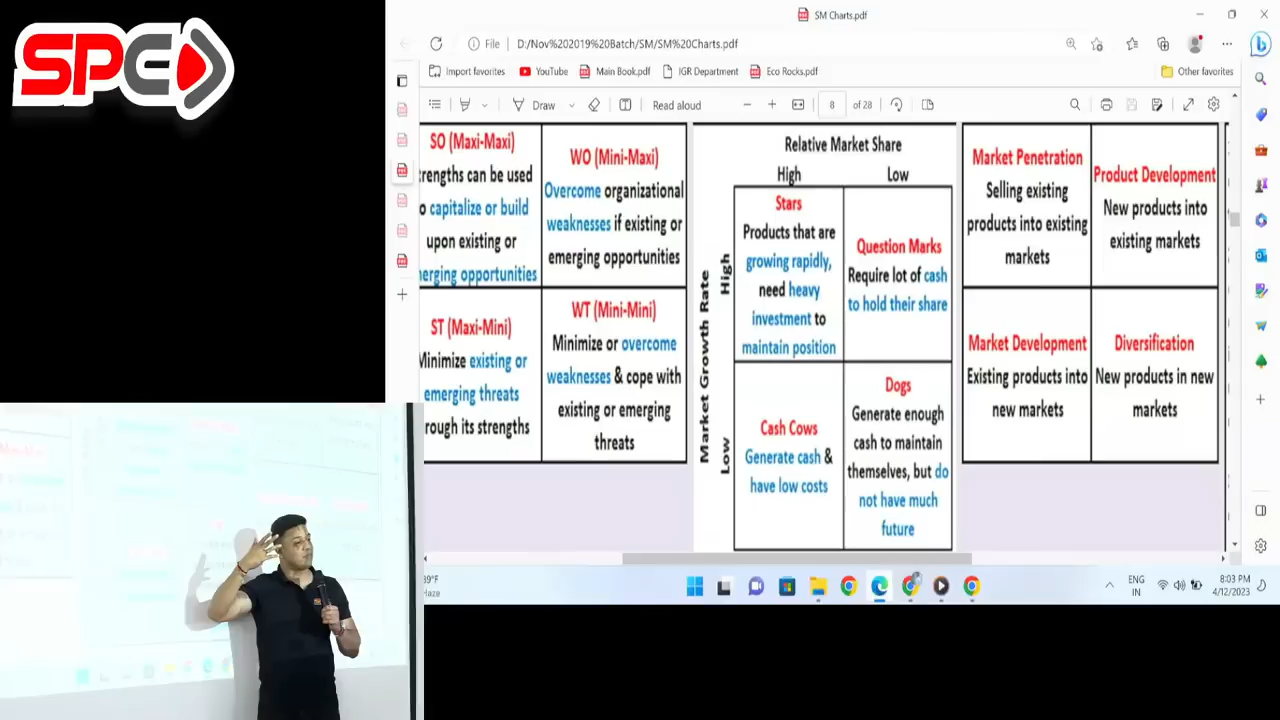 SPE
SM Charts.pdf
File
D:/Nov%202019%20Batch/SM/SM%20Charts.pdf
Import favorites
YouTube
Main Book.pdf
IGR Department
Eco Rocks.pdf
Other favorites
Draw
Read aloud
8
of 28
SO (Maxi-Maxi)
trengths can be used
o capitalize or build
upon existing or
merging opportunities
WO (Mini-Maxi)
Overcome organizational
weaknesses if existing or
emerging opportunities
ST (Maxi-Mini)
Minimize existing or
emerging threats
rough its strengths
WT (Mini-Mini)
Minimize or overcome
weaknesses & cope with
existing or emerging
threats
Relative Market Share
High
Low
Market Growth Rate
High
Low
Stars
Products that are
growing rapidly,
need heavy
investment to
maintain position
Question Marks
Require lot of cash
to hold their share
Cash Cows
Generate cash &
have low costs
Dogs
Generate enough
cash to maintain
themselves, but do
not have much
future
Market Penetration
Selling existing
products into existing
markets
Product Development
New products into
existing markets
Market Development
Existing products into
new markets
Diversification
New products in new
markets
Haze
ENG
IN
8:03 PM
4/12/2023